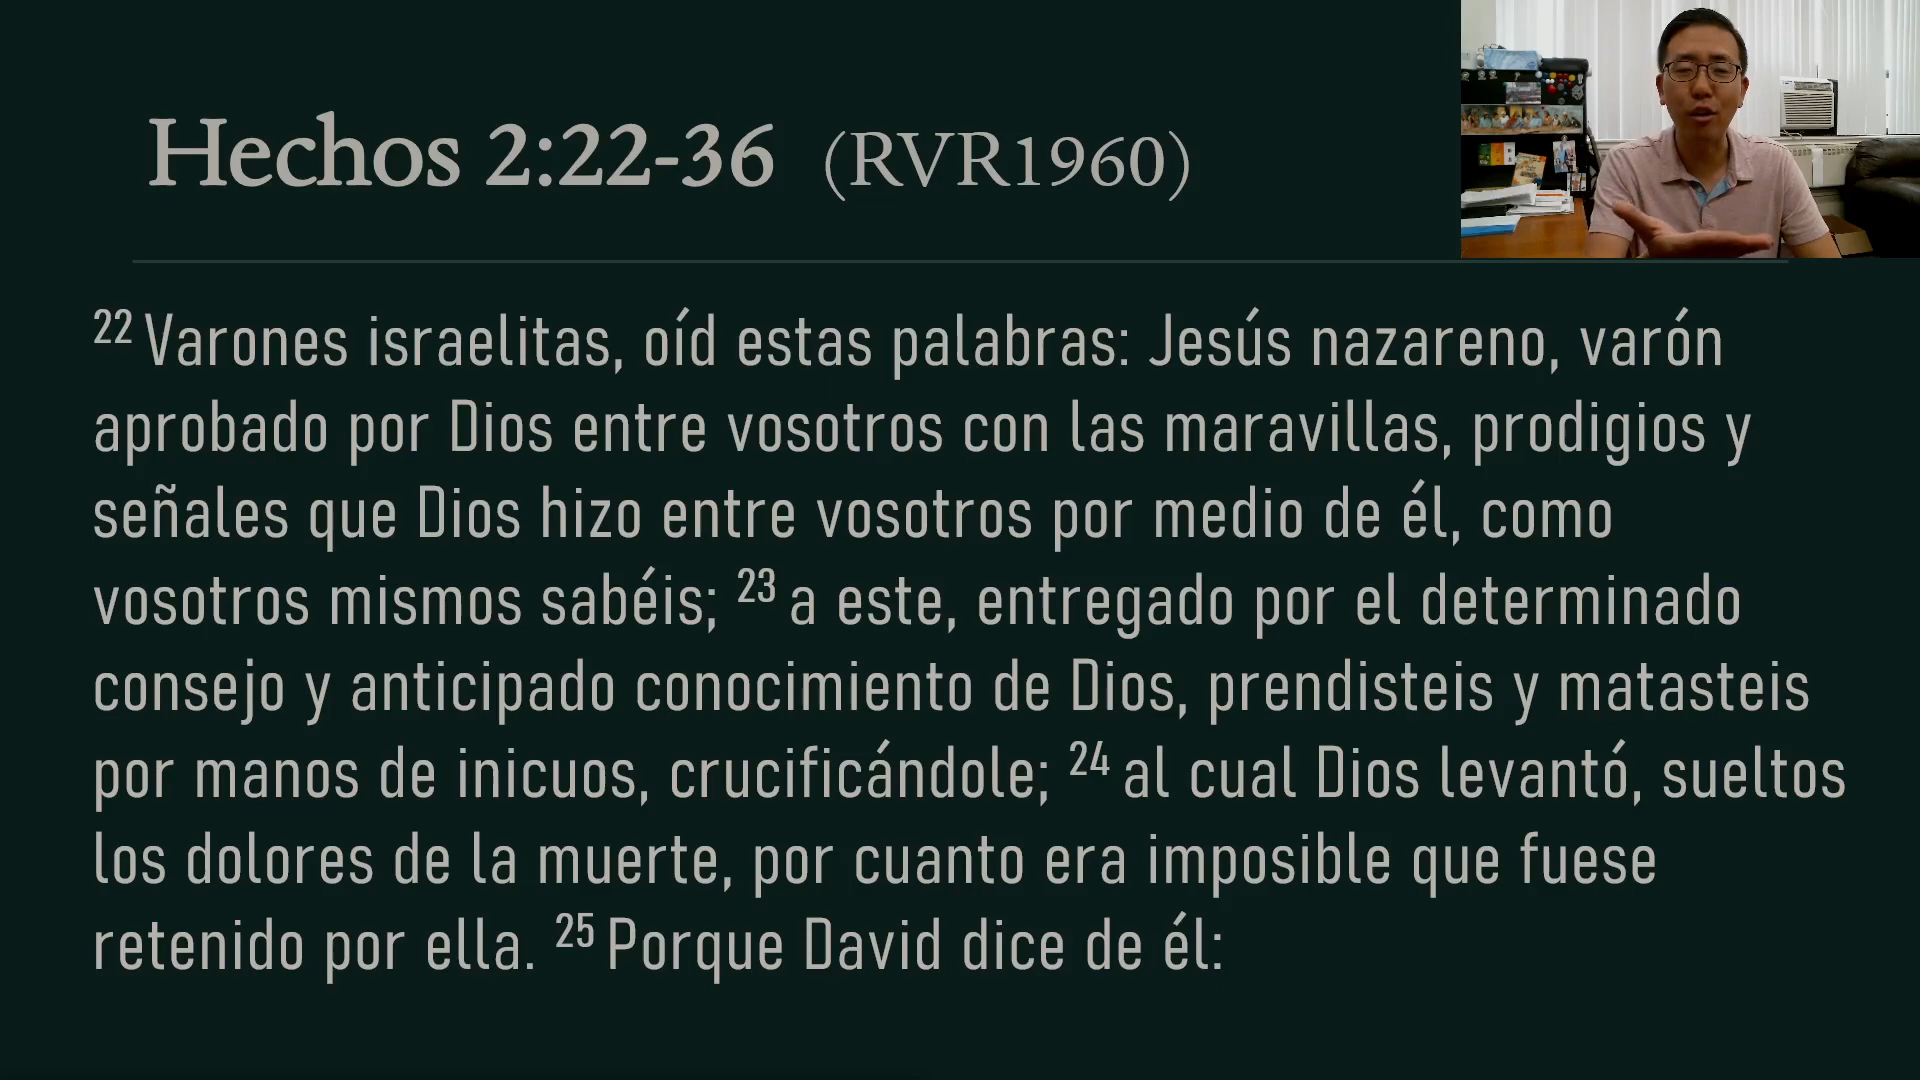 Hechos 2:22-36 (RVR1960)
22 Varones israelitas, oíd estas palabras: Jesús nazareno, varón
aprobado por Dios entre vosotros con las maravillas, prodigios y
señales que Dios hizo entre vosotros por medio de él, como
vosotros mismos sabéis; 23 a este, entregado por el determinado
consejo y anticipado conocimiento de Dios, prendisteis y matasteis
por manos de inicuos, crucificándole; 24 al cual Dios levantó, sueltos
los dolores de la muerte, por cuanto era imposible que fuese
retenido por ella. 25 Porque David dice de él: